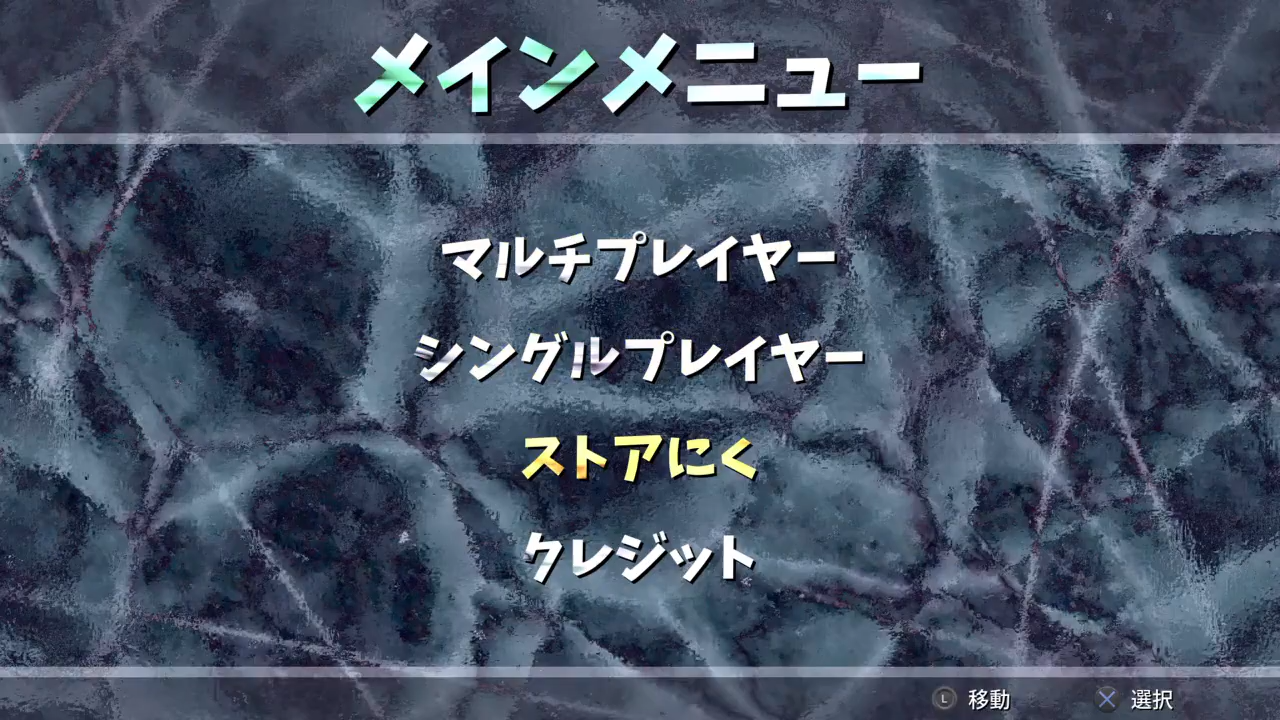 メインメニュー
マルチプレイヤー
シングルプレイヤー
ストアにく
クレジット
L 移動 選択